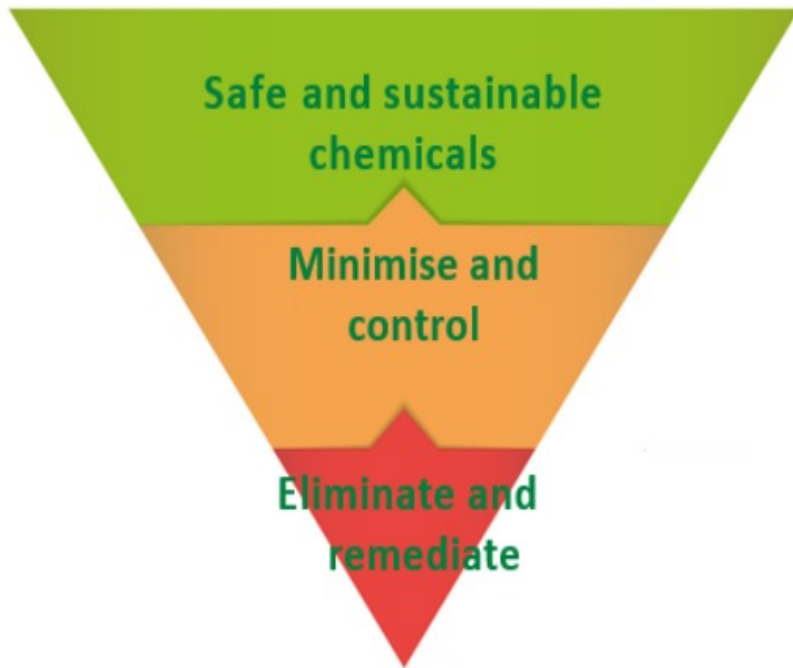 Safe and sustainable
chemicals
Minimise and
control
Eliminate and
remediate